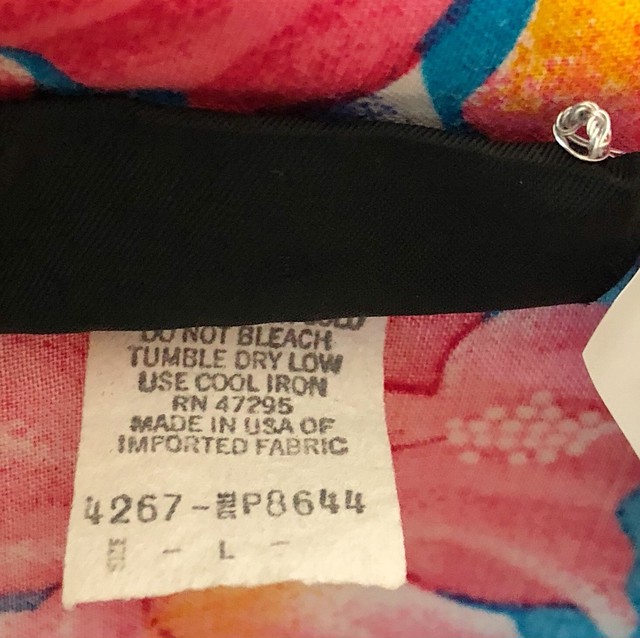 DO NOT BLEACH
TUMBLE DRY LOW
USE COOL IRON
RN 47295
MADE IN USA OF
IMPORTED FABRIC
4267- P8644
SIZE - L -